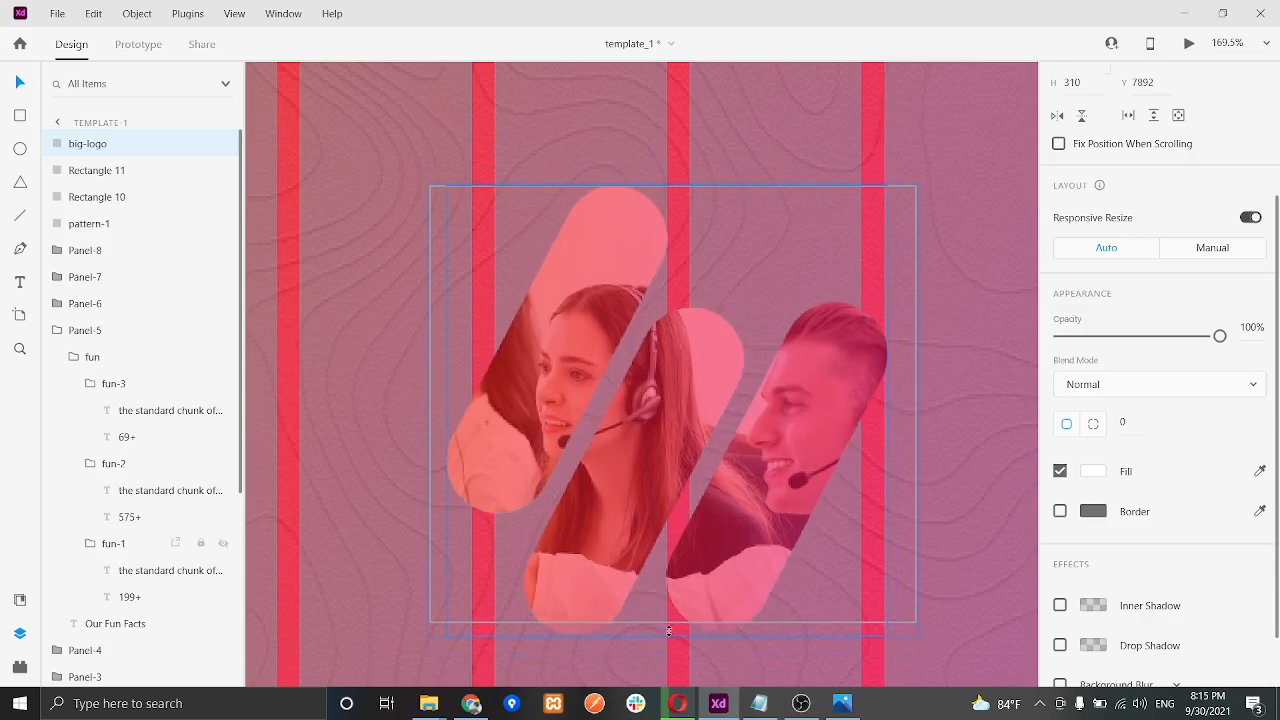 Xd File Edit Object Plugins View Window Help
Design Prototype Share template_1 * 169.5%
All Items
TEMPLATE-1
big-logo
Rectangle 11
Rectangle 10
pattern-1
Panel-8
Panel-7
Panel-6
Panel-5
fun
fun-3
the standard chunk of...
69+
fun-2
the standard chunk of...
575+
fun-1
the standard chunk of...
199+
Our Fun Facts
Panel-4
Panel-3
H 310 Y 7892
Fix Position When Scrolling
LAYOUT
Responsive Resize
Auto Manual
APPEARANCE
Opacity
100%
Blend Mode
Normal
0
Fill
Border
EFFECTS
Inner Shadow
Drop Shadow
Background Blur
Type here to search
Xd
84°F
8:15 PM
9/30/2021